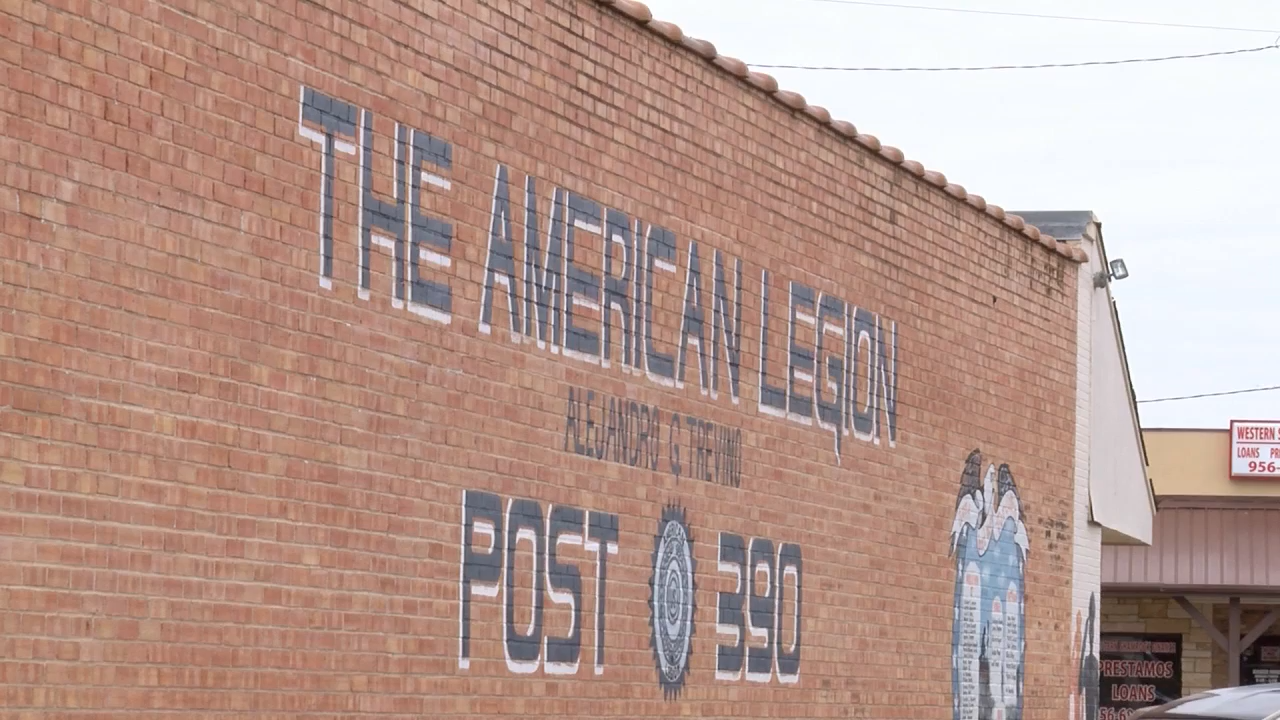 THE AMERICAN LEGION
ALEJANDRO G. TREVINO
POST 390
WESTERN
LOANS
956-
PRESTAMOS
LOANS